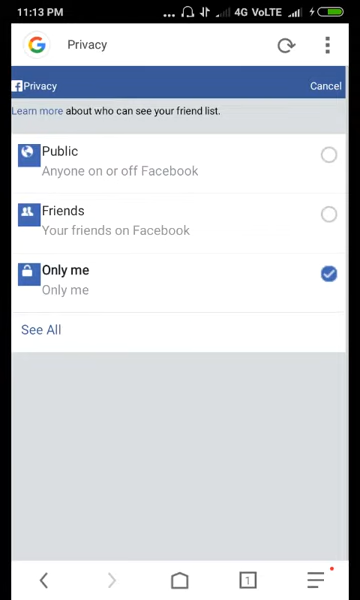 11:13 PM ... 4G VoLTE
G Privacy
f Privacy Cancel
Learn more about who can see your friend list.
Public
Anyone on or off Facebook
Friends
Your friends on Facebook
Only me
Only me
See All
1